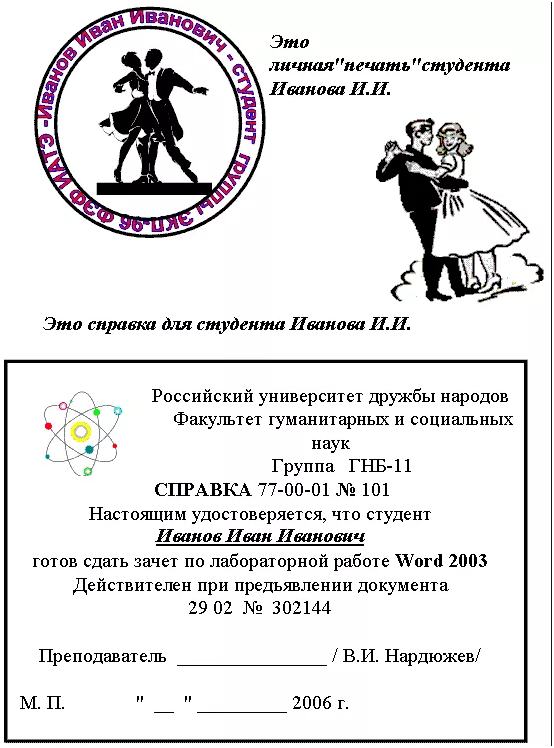 Иванов Иван Иванович - студент группы ЭКП-96 ФЭФ ИАТЭ -
Это
личная"печать"студента
Иванова И.И.
Это справка для студента Иванова И.И.
Российский университет дружбы народов
Факультет гуманитарных и социальных
наук
Группа ГНБ-11
СПРАВКА 77-00-01 № 101
Настоящим удостоверяется, что студент
Иванов Иван Иванович
готов сдать зачет по лабораторной работе Word 2003
Действителен при предьявлении документа
29 02 № 302144
Преподаватель _______________ / В.И. Нардюжев/
М. П. " __ " _________ 2006 г.